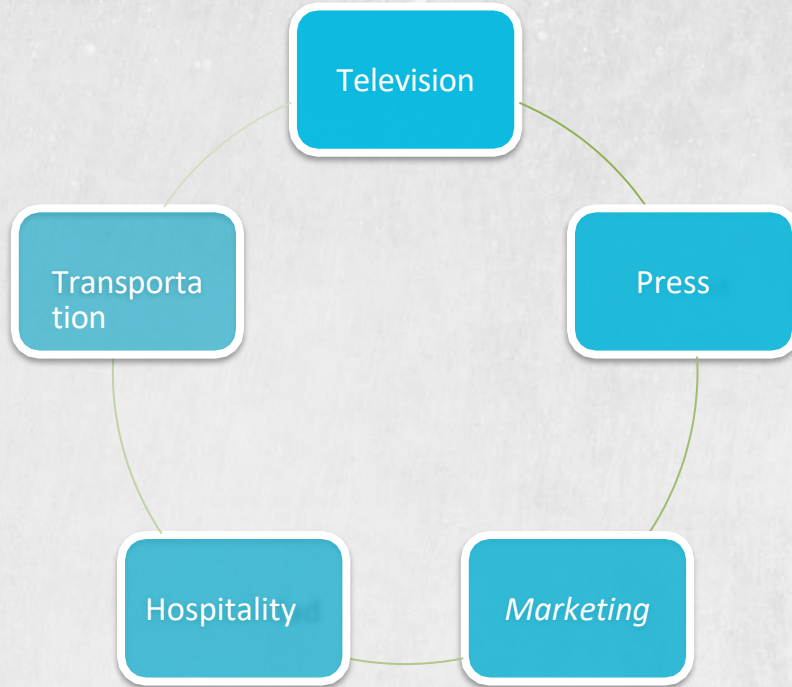 Television
Press
Marketing
Hospitality
Transporta
tion